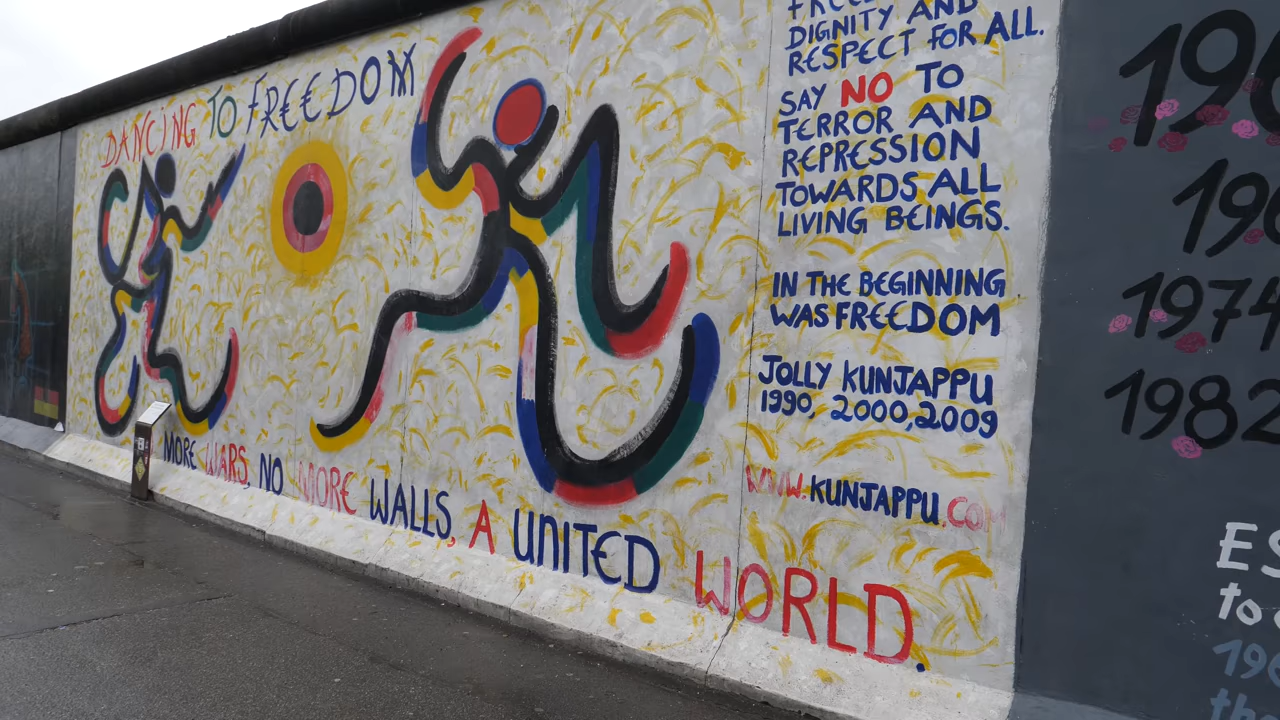 DANCING TO FREEDOM
MORE WARS, NO MORE WALLS, A UNITED WORLD.
DIGNITY AND
RESPECT FOR ALL.
SAY NO TO
TERROR AND
REPRESSION
TOWARDS ALL
LIVING BEINGS.
IN THE BEGINNING
WAS FREEDOM
JOLLY KUNJAPPU
1990, 2000, 2009
WWW.KUNJAPPU.COM
1974
1982
to